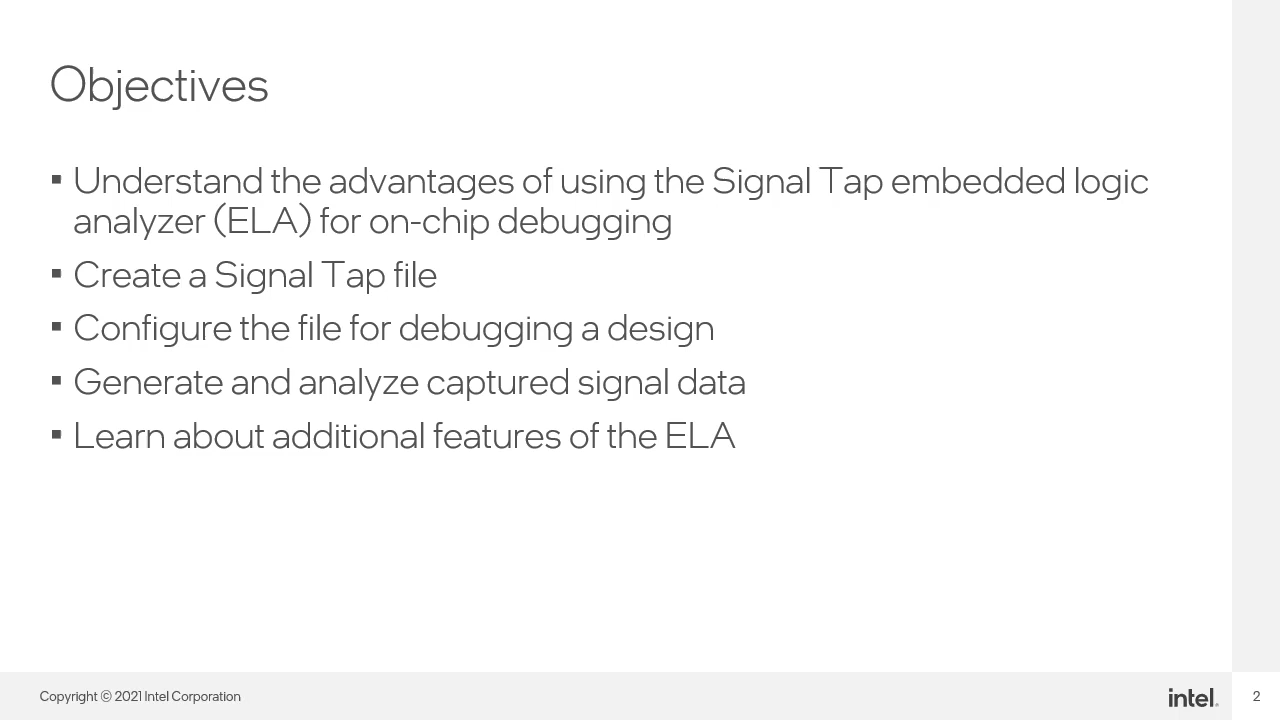 Objectives
▪ Understand the advantages of using the Signal Tap embedded logic
analyzer (ELA) for on-chip debugging
▪ Create a Signal Tap file
▪ Configure the file for debugging a design
▪ Generate and analyze captured signal data
▪ Learn about additional features of the ELA
Copyright © 2021 Intel Corporation
intel.
2